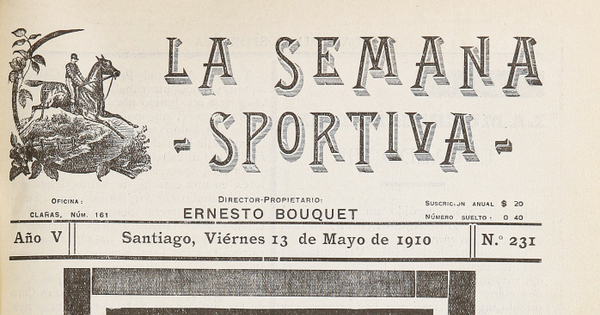 LA SEMANA
- SPORTIVA -
OFICINA:
CLARAS, NÚM. 161
DIRECTOR-PROPIETARIO:
ERNESTO BOUQUET
SUSCRICIÓN ANUAL $ 20
NÚMERO SUELTO: 0 40
Año V
Santiago, Viérnes 13 de Mayo de 1910
N.° 231